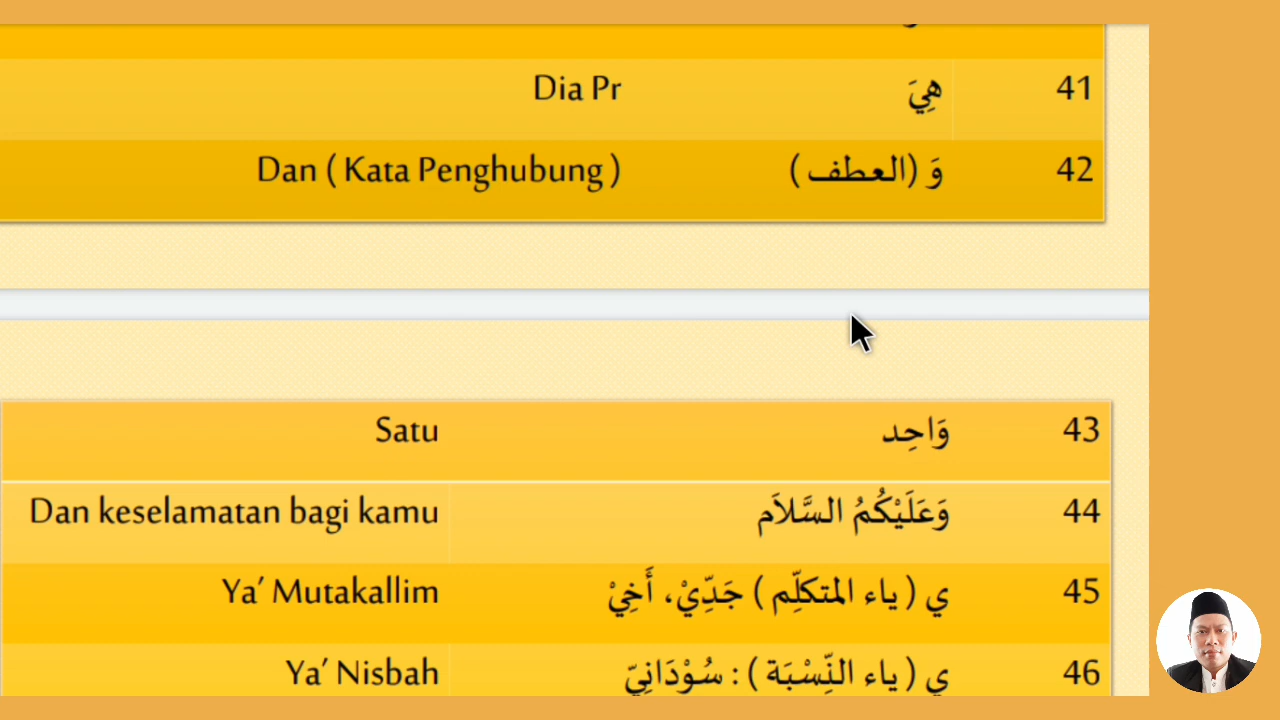 41 هِيَ Dia Pr
42 وَ (العطف) Dan ( Kata Penghubung )
43 وَاحِد Satu
44 وَعَلَيْكُمُ السَّلاَم Dan keselamatan bagi kamu
45 ي ( ياء المتكلِّم ) جَدِّيْ، أَخِيْ Ya’ Mutakallim
46 ي ( ياء النِّسْبَة ) : سُوْدَانِيّ Ya’ Nisbah